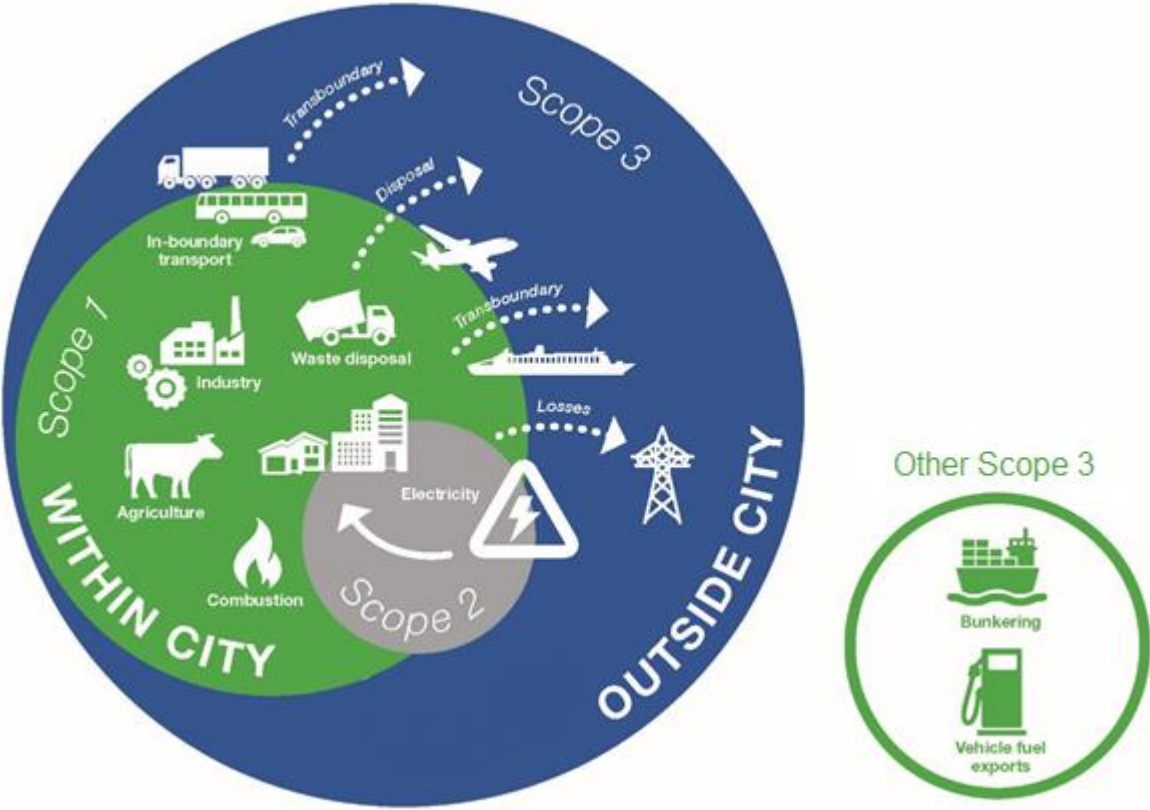 Transboundary
Scope 3
Disposal
In-boundary
transport
Transboundary
Scope 1
Waste disposal
Industry
Losses
Electricity
Agriculture
Combustion
Scope 2
WITHIN CITY
OUTSIDE CITY
Other Scope 3
Bunkering
Vehicle fuel
exports